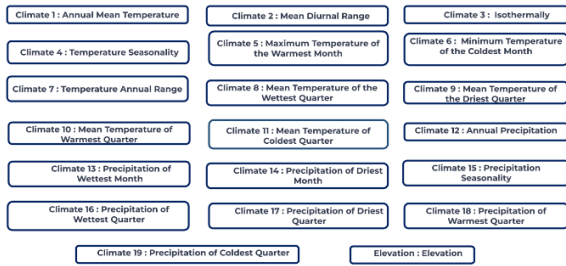 Climate 1 : Annual Mean Temperature
Climate 2 : Mean Diurnal Range
Climate 3 : Isothermally
Climate 4 : Temperature Seasonality
Climate 5 : Maximum Temperature of
the Warmest Month
Climate 6 : Minimum Temperature
of the Coldest Month
Climate 7 : Temperature Annual Range
Climate 8 : Mean Temperature of the
Wettest Quarter
Climate 9 : Mean Temperature of
the Driest Quarter
Climate 10 : Mean Temperature of
Warmest Quarter
Climate 11 : Mean Temperature of
Coldest Quarter
Climate 12 : Annual Precipitation
Climate 13 : Precipitation of
Wettest Month
Climate 14 : Precipitation of Driest
Month
Climate 15 : Precipitation
Seasonality
Climate 16 : Precipitation of
Wettest Quarter
Climate 17 : Precipitation of Driest
Quarter
Climate 18 : Precipitation of
Warmest Quarter
Climate 19 : Precipitation of Coldest Quarter
Elevation : Elevation